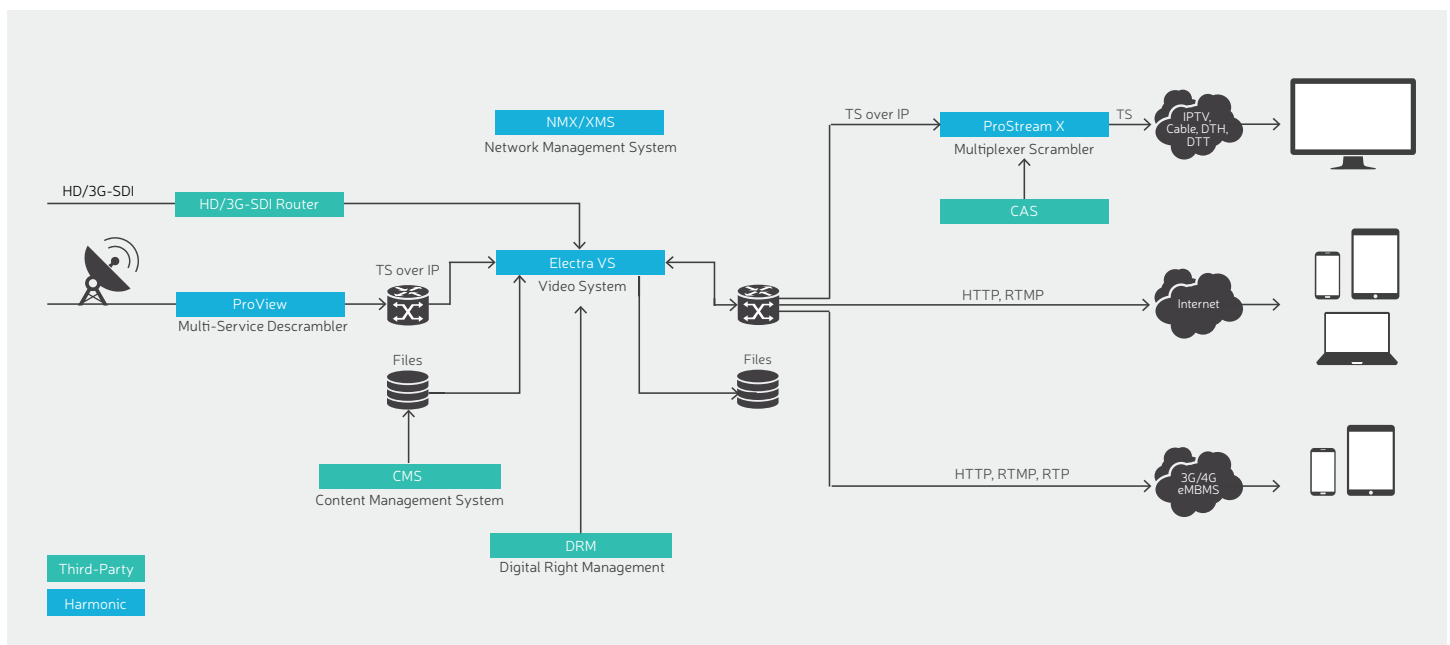 NMX/XMS
Network Management System
TS over IP
ProStream X
Multiplexer Scrambler
TS
IPTV,
Cable, DTH,
DTT
HD/3G-SDI
HD/3G-SDI Router
CAS
TS over IP
Electra VS
Video System
ProView
Multi-Service Descrambler
HTTP, RTMP
Internet
Files
Files
CMS
Content Management System
HTTP, RTMP, RTP
3G/4G
eMBMS
DRM
Digital Right Management
Third-Party
Harmonic